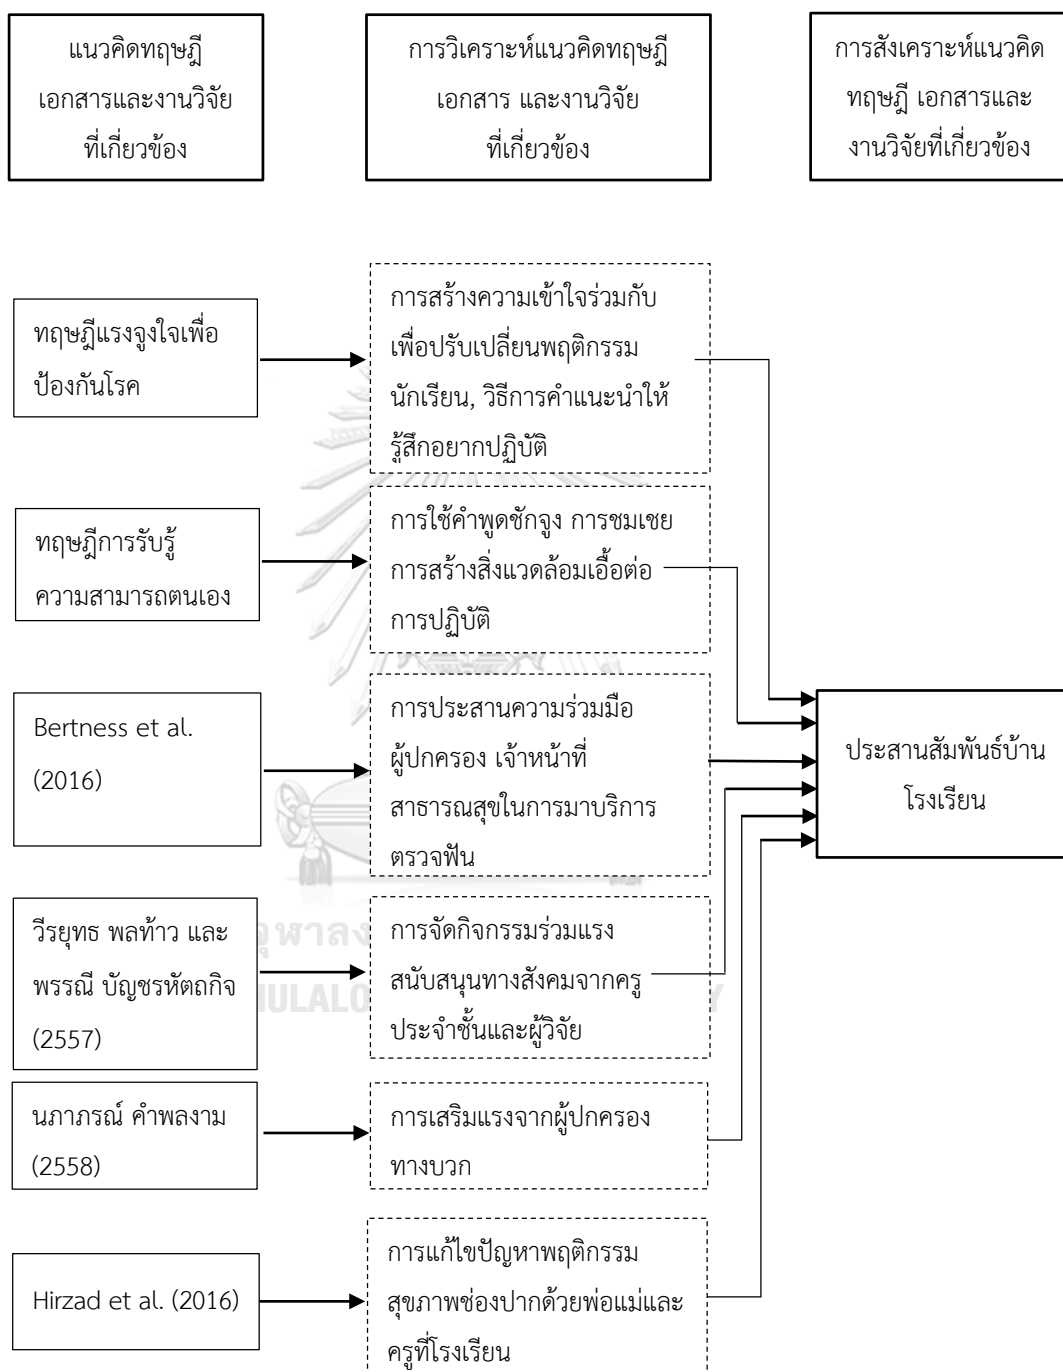 แนวคิดทฤษฎี
เอกสารและงานวิจัย
ที่เกี่ยวข้อง
การวิเคราะห์แนวคิดทฤษฎี
เอกสาร และงานวิจัย
ที่เกี่ยวข้อง
การสังเคราะห์แนวคิด
ทฤษฎี เอกสารและ
งานวิจัยที่เกี่ยวข้อง
ทฤษฎีแรงจูงใจเพื่อ
ป้องกันโรค
การสร้างความเข้าใจร่วมกับ
เพื่อปรับเปลี่ยนพฤติกรรม
นักเรียน, วิธีการคำแนะนำให้
รู้สึกอยากปฏิบัติ
ทฤษฎีการรับรู้
ความสามารถตนเอง
การใช้คำพูดชักจูง การชมเชย
การสร้างสิ่งแวดล้อมเอื้อต่อ
การปฏิบัติ
Bertness et al.
(2016)
การประสานความร่วมมือ
ผู้ปกครอง เจ้าหน้าที่
สาธารณสุขในการมาบริการ
ตรวจฟัน
ประสานสัมพันธ์บ้าน
โรงเรียน
วีรยุทธ พลท้าว และ
พรรณี บัญชรหัตถกิจ
(2557)
การจัดกิจกรรมร่วมแรง
สนับสนุนทางสังคมจากครู
ประจำชั้นและผู้วิจัย
นภาภรณ์ คำพลงาม
(2558)
การเสริมแรงจากผู้ปกครอง
ทางบวก
Hirzad et al. (2016)
การแก้ไขปัญหาพฤติกรรม
สุขภาพช่องปากด้วยพ่อแม่และ
ครูที่โรงเรียน